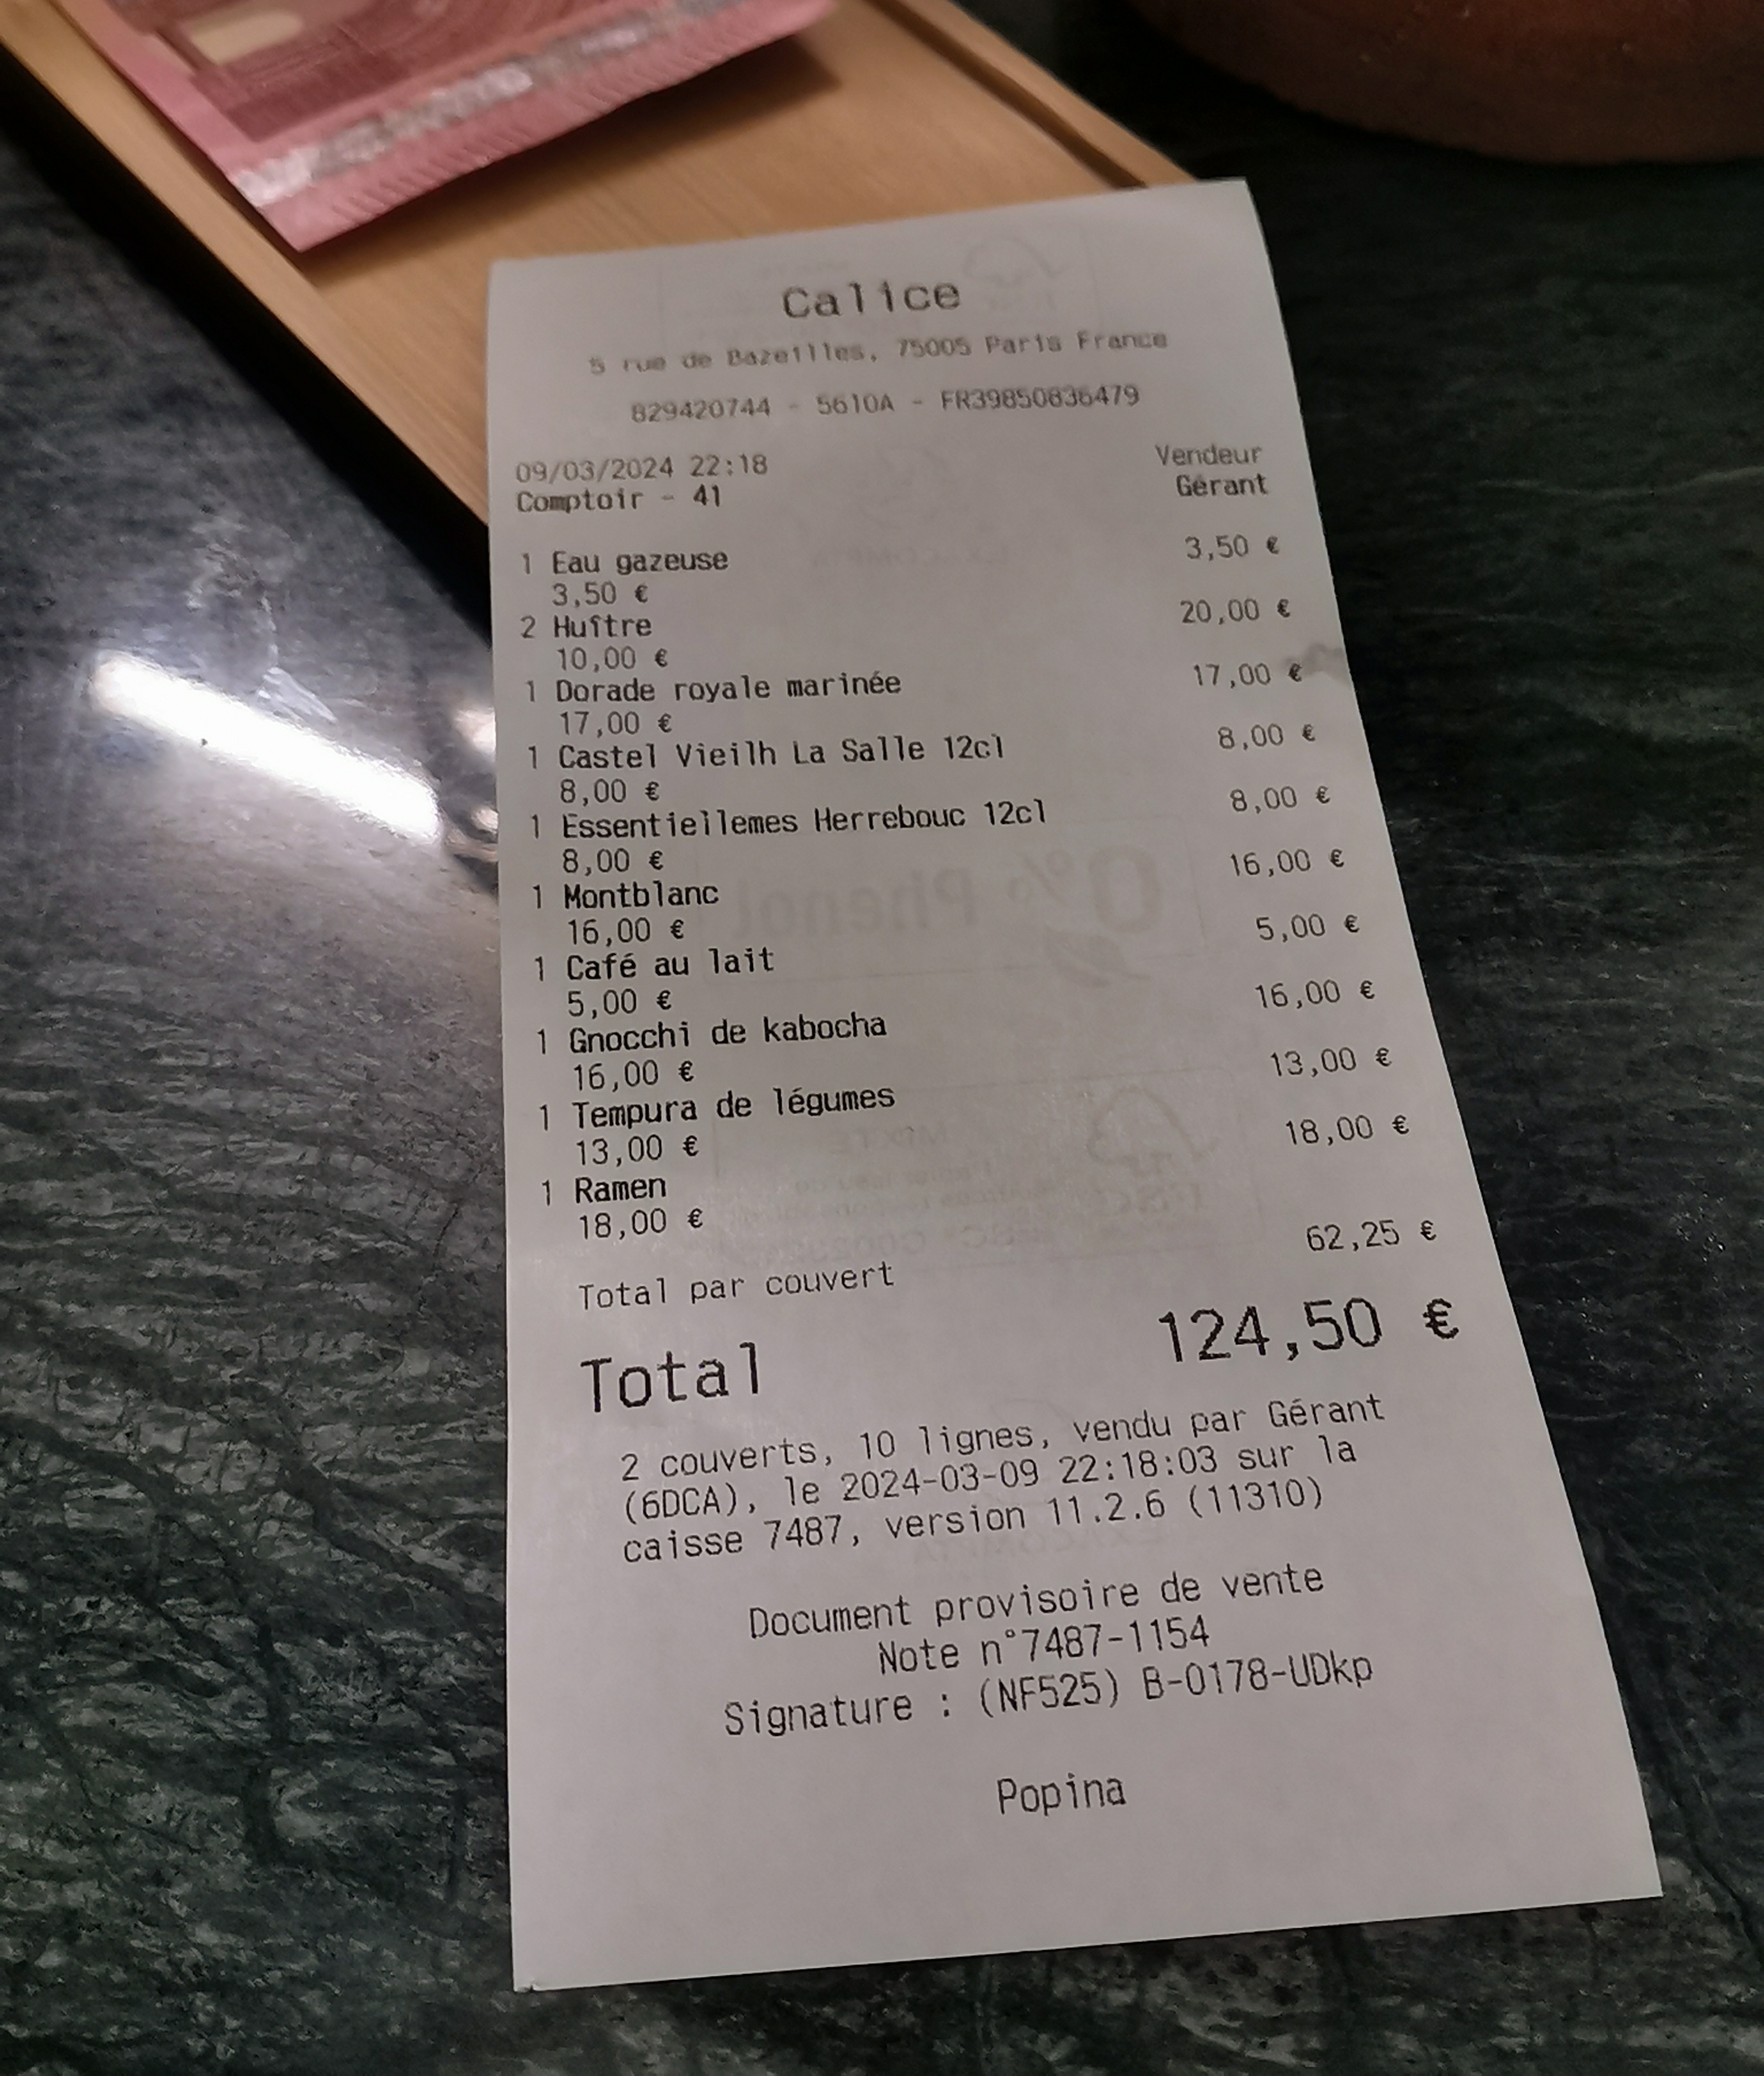 Calice
5 rue de Bazeilles, 75005 Paris France
829420744 - 5610A - FR39850836479
09/03/2024 22:18 Vendeur
Comptoir - 41 Gérant
1 Eau gazeuse 3,50 €
3,50 €
2 Huître 20,00 €
10,00 €
1 Dorade royale marinée 17,00 €
17,00 €
1 Castel Vieilh La Salle 12cl 8,00 €
8,00 €
1 Essentiellemes Herrebouc 12cl 8,00 €
8,00 €
1 Montblanc 16,00 €
16,00 €
1 Café au lait 5,00 €
5,00 €
1 Gnocchi de kabocha 16,00 €
16,00 €
1 Tempura de légumes 13,00 €
13,00 €
1 Ramen 18,00 €
18,00 €
Total par couvert 62,25 €
Total 124,50 €
2 couverts, 10 lignes, vendu par Gérant
(6DCA), le 2024-03-09 22:18:03 sur la
caisse 7487, version 11.2.6 (11310)
Document provisoire de vente
Note n°7487-1154
Signature : (NF525) B-0178-UDkp
Popina
0% Phenol
MIXTE
FSC